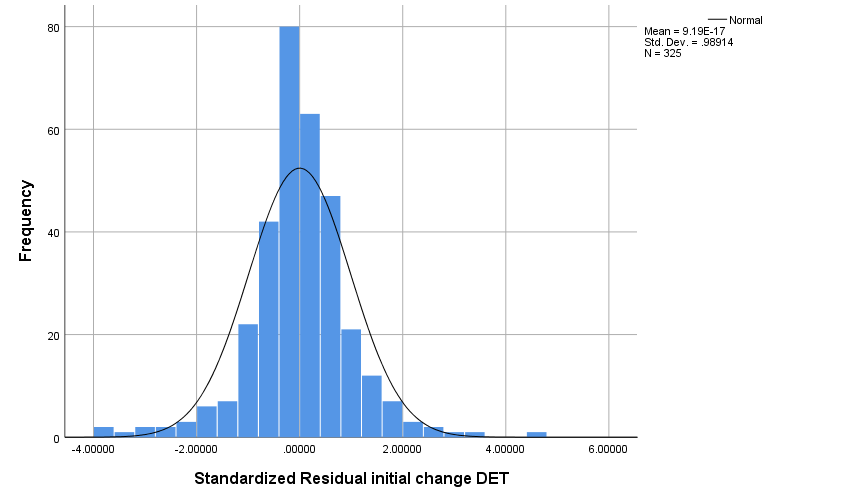 Normal
Mean = 9.19E-17
Std. Dev. = .98914
N = 325
80
60
40
20
0
Frequency
-4.00000 -2.00000 .00000 2.00000 4.00000 6.00000
Standardized Residual initial change DET